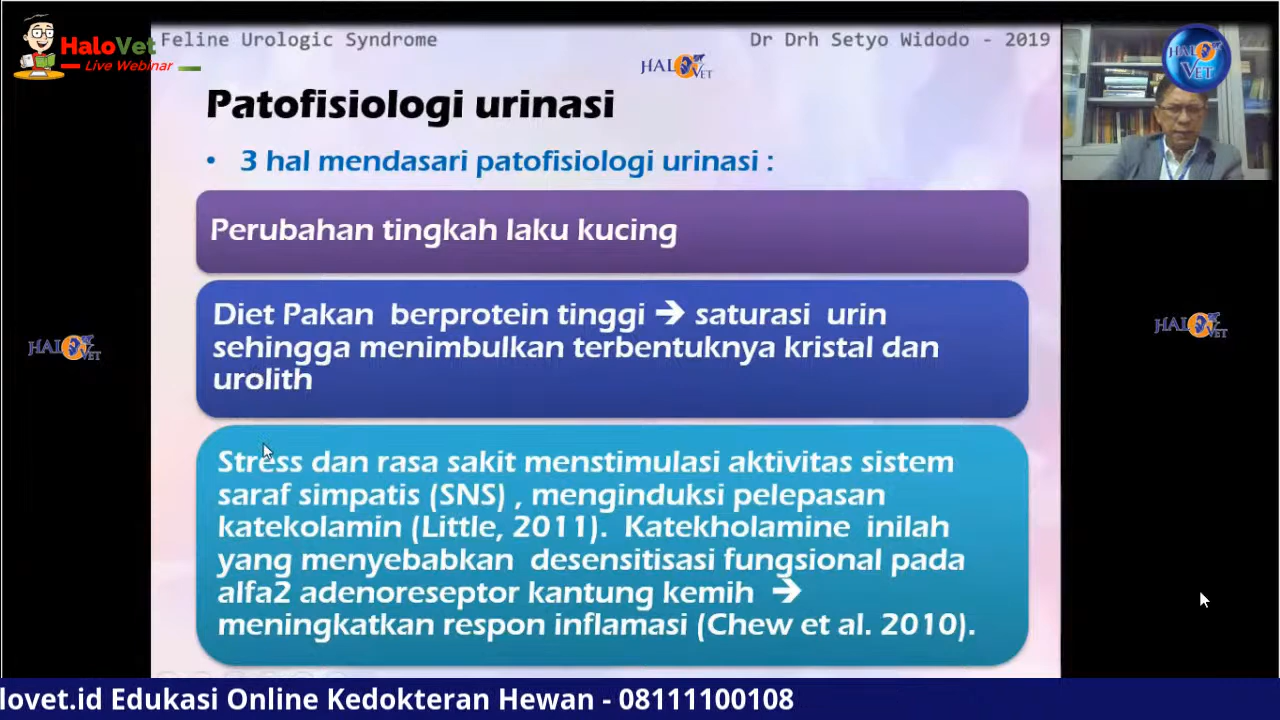 HaloVet
Live Webinar
Feline Urologic Syndrome
Dr Drh Setyo Widodo - 2019
HALO VET
HALO VET
Patofisiologi urinasi
• 3 hal mendasari patofisiologi urinasi :
Perubahan tingkah laku kucing
Diet Pakan berprotein tinggi ➔ saturasi urin
sehingga menimbulkan terbentuknya kristal dan
urolith
HALO VET
HALO VET
Stress dan rasa sakit menstimulasi aktivitas sistem
saraf simpatis (SNS) , menginduksi pelepasan
katekolamin (Little, 2011). Katekholamine inilah
yang menyebabkan desensitisasi fungsional pada
alfa2 adenoreseptor kantung kemih ➔
meningkatkan respon inflamasi (Chew et al. 2010).
lovet.id Edukasi Online Kedokteran Hewan - 08111100108